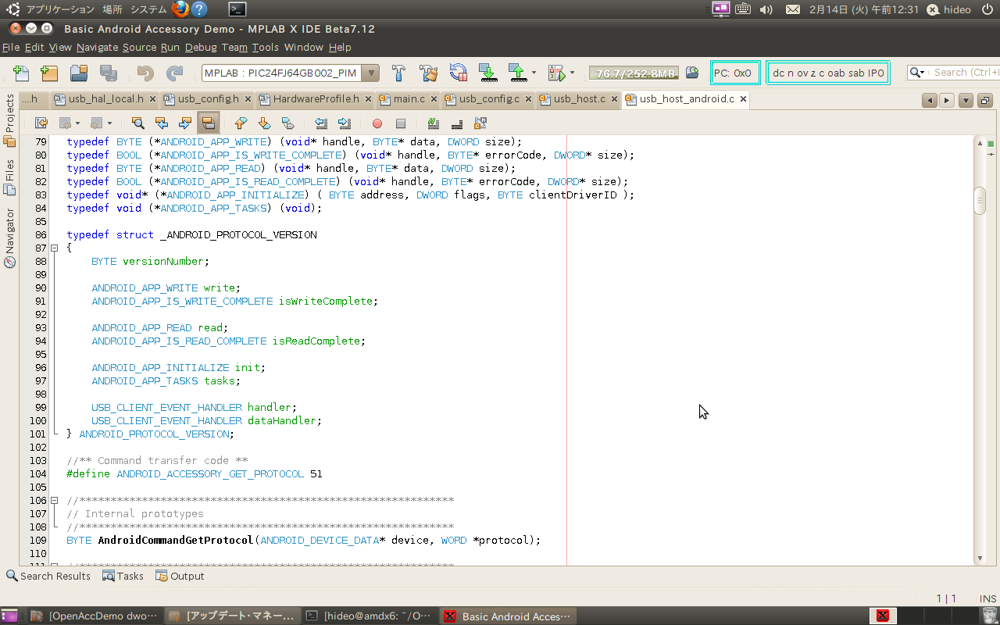 アプリケーション 場所 システム 2月14日 (火) 午前12:31 hideo
Basic Android Accessory Demo - MPLAB X IDE Beta7.12
File Edit View Navigate Source Run Debug Team Tools Window Help
MPLAB : PIC24FJ64GB002_PIM 76.7/252.8MB PC: 0x0 dc n ov z c oab sab IP0 Search (Ctrl+I
....h usb_hal_local.h usb_config.h HardwareProfile.h main.c usb_config.c usb_host.c usb_host_android.c
Projects
Files
Navigator
79 typedef BYTE (*ANDROID_APP_WRITE) (void* handle, BYTE* data, DWORD size);
80 typedef BOOL (*ANDROID_APP_IS_WRITE_COMPLETE) (void* handle, BYTE* errorCode, DWORD* size);
81 typedef BYTE (*ANDROID_APP_READ) (void* handle, BYTE* data, DWORD size);
82 typedef BOOL (*ANDROID_APP_IS_READ_COMPLETE) (void* handle, BYTE* errorCode, DWORD* size);
83 typedef void* (*ANDROID_APP_INITIALIZE) ( BYTE address, DWORD flags, BYTE clientDriverID );
84 typedef void (*ANDROID_APP_TASKS) (void);
85
86 typedef struct _ANDROID_PROTOCOL_VERSION
87 {
88 BYTE versionNumber;
89
90 ANDROID_APP_WRITE write;
91 ANDROID_APP_IS_WRITE_COMPLETE isWriteComplete;
92
93 ANDROID_APP_READ read;
94 ANDROID_APP_IS_READ_COMPLETE isReadComplete;
95
96 ANDROID_APP_INITIALIZE init;
97 ANDROID_APP_TASKS tasks;
98
99 USB_CLIENT_EVENT_HANDLER handler;
100 USB_CLIENT_EVENT_HANDLER dataHandler;
101 } ANDROID_PROTOCOL_VERSION;
102
103 //** Command transfer code **
104 #define ANDROID_ACCESSORY_GET_PROTOCOL 51
105
106 //************************************************************
107 // Internal prototypes
108 //************************************************************
109 BYTE AndroidCommandGetProtocol(ANDROID_DEVICE_DATA* device, WORD *protocol);
110
111 //************************************************************
Search Results Tasks Output
1 | 1 INS
[OpenAccDemo dwo... [アップデート・マネー... [hideo@amdx6: ~/O... Basic Android Acces...